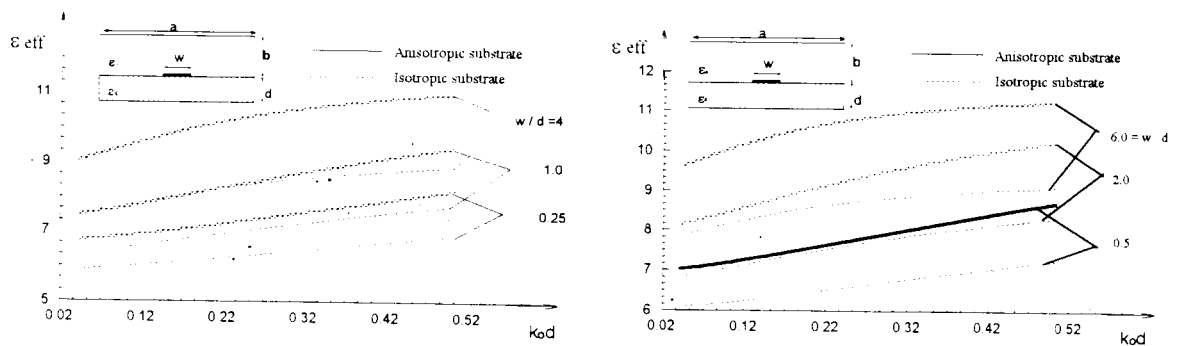 ε eff
a
b
w
ε
ε
d
Anisotropic substrate
Isotropic substrate
11
9
7
5
w / d =4
1.0
0.25
0.02 0.12 0.22 0.32 0.42 0.52 k₀d
ε eff
a
b
w
ε
ε
d
Anisotropic substrate
Isotropic substrate
12
11
10
9
8
7
6
6.0 = w d
2.0
0.5
0.02 0.12 0.22 0.32 0.42 0.52
k₀d